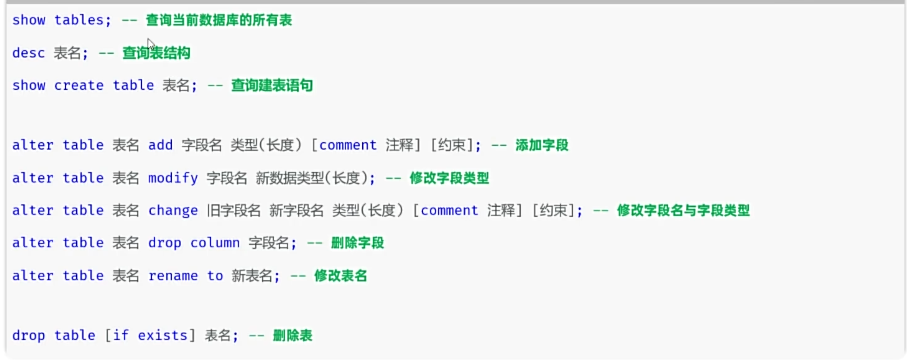 show tables; -- 查询当前数据库的所有表
desc 表名; -- 查询表结构
show create table 表名; -- 查询建表语句
alter table 表名 add 字段名 类型(长度) [comment 注释] [约束]; -- 添加字段
alter table 表名 modify 字段名 新数据类型(长度); -- 修改字段类型
alter table 表名 change 旧字段名 新字段名 类型(长度) [comment 注释] [约束]; -- 修改字段名与字段类型
alter table 表名 drop column 字段名; -- 删除字段
alter table 表名 rename to 新表名; -- 修改表名
drop table [if exists] 表名; -- 删除表